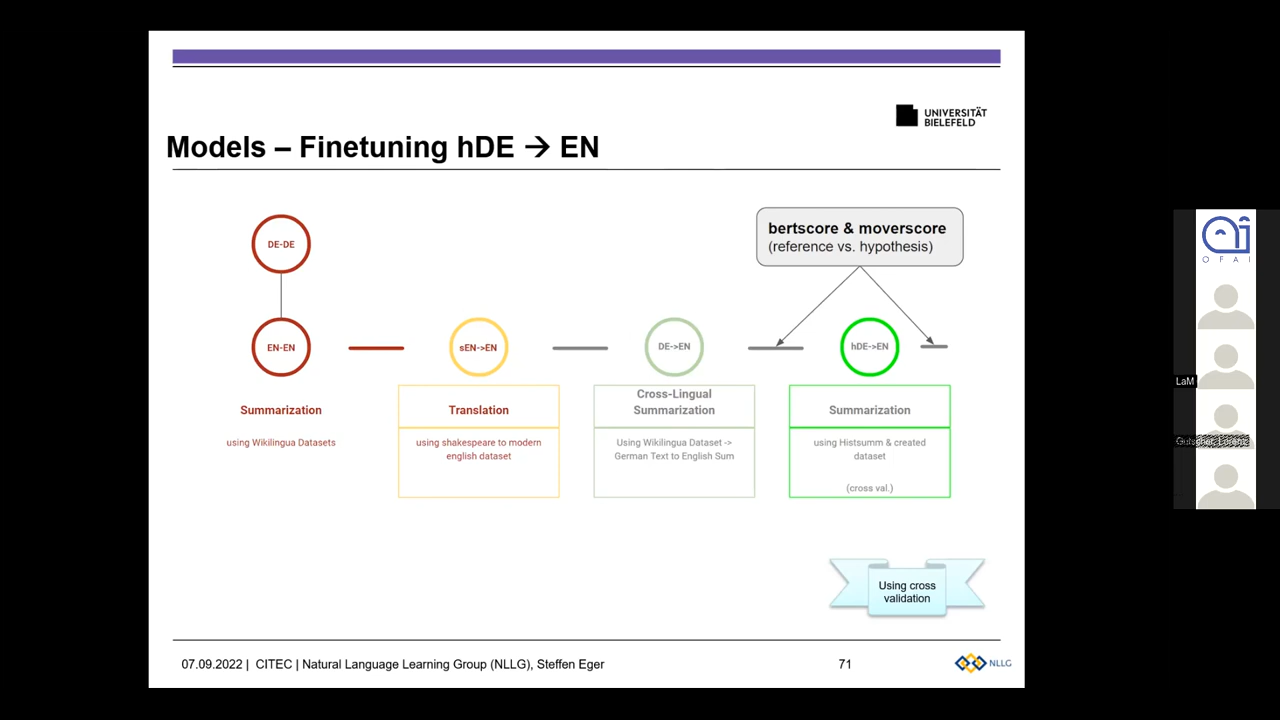 UNIVERSITÄT
BIELEFELD
Models – Finetuning hDE → EN
DE-DE
bertscore & moverscore
(reference vs. hypothesis)
EN-EN
sEN->EN
DE->EN
hDE->EN
Summarization
using Wikilingua Datasets
Translation
using shakespeare to modern
english dataset
Cross-Lingual
Summarization
Using Wikilingua Dataset ->
German Text to English Sum
Summarization
using Histsumm & created
dataset
(cross val.)
Using cross
validation
07.09.2022 | CITEC | Natural Language Learning Group (NLLG), Steffen Eger
71
NLLG
OFAI
LaM